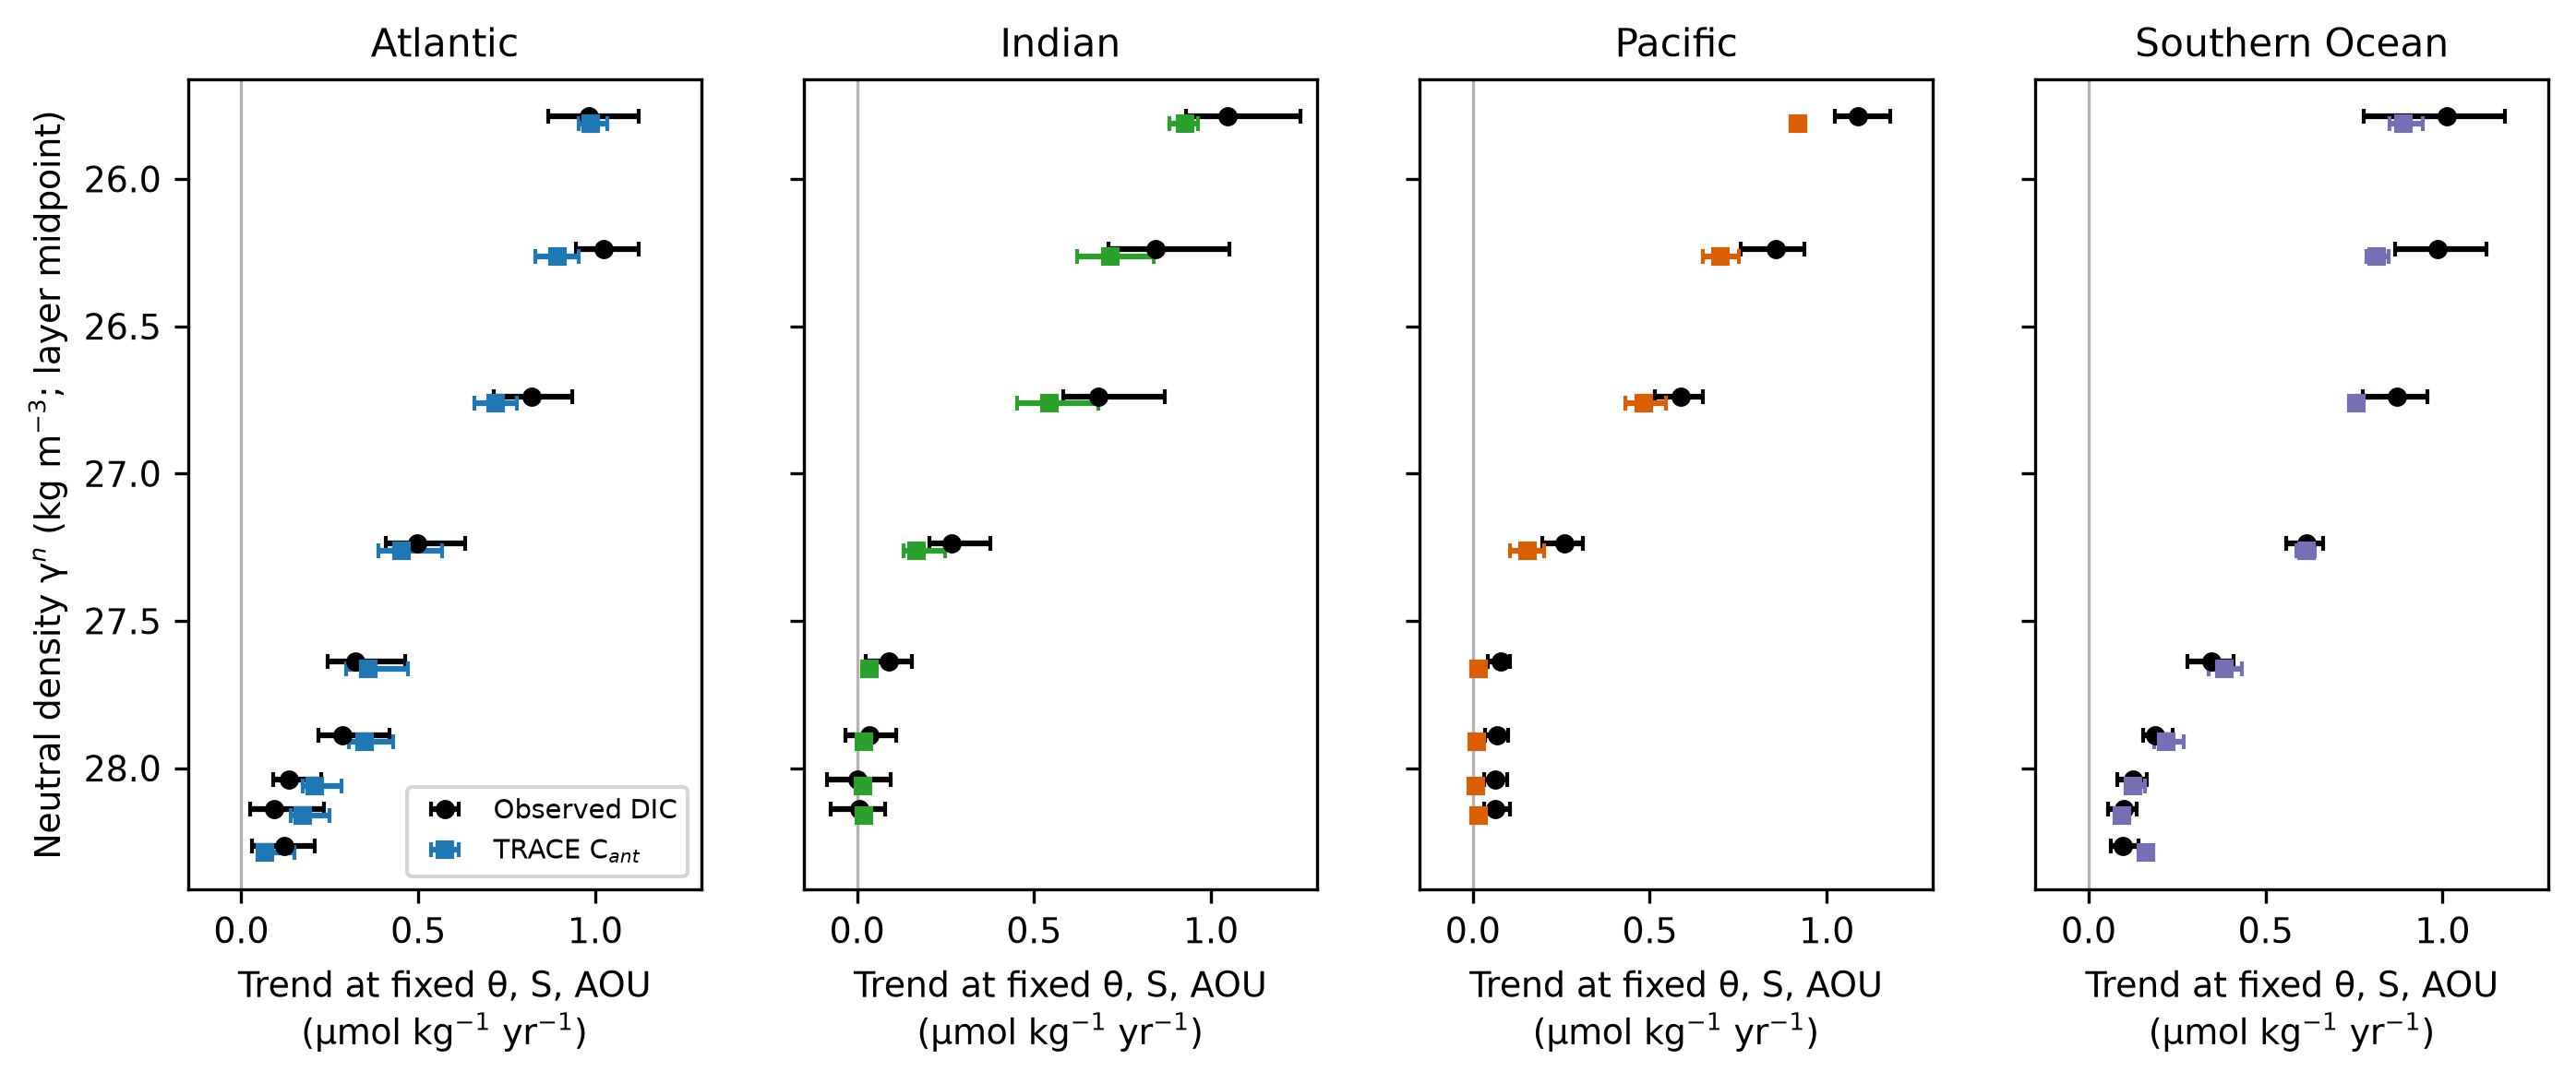 Atlantic
Indian
Pacific
Southern Ocean
Neutral density γⁿ (kg m⁻³; layer midpoint)
26.0
26.5
27.0
27.5
28.0
Observed DIC
TRACE Cₐₙₜ
0.0 0.5 1.0
0.0 0.5 1.0
0.0 0.5 1.0
0.0 0.5 1.0
Trend at fixed θ, S, AOU
(μmol kg⁻¹ yr⁻¹)
Trend at fixed θ, S, AOU
(μmol kg⁻¹ yr⁻¹)
Trend at fixed θ, S, AOU
(μmol kg⁻¹ yr⁻¹)
Trend at fixed θ, S, AOU
(μmol kg⁻¹ yr⁻¹)